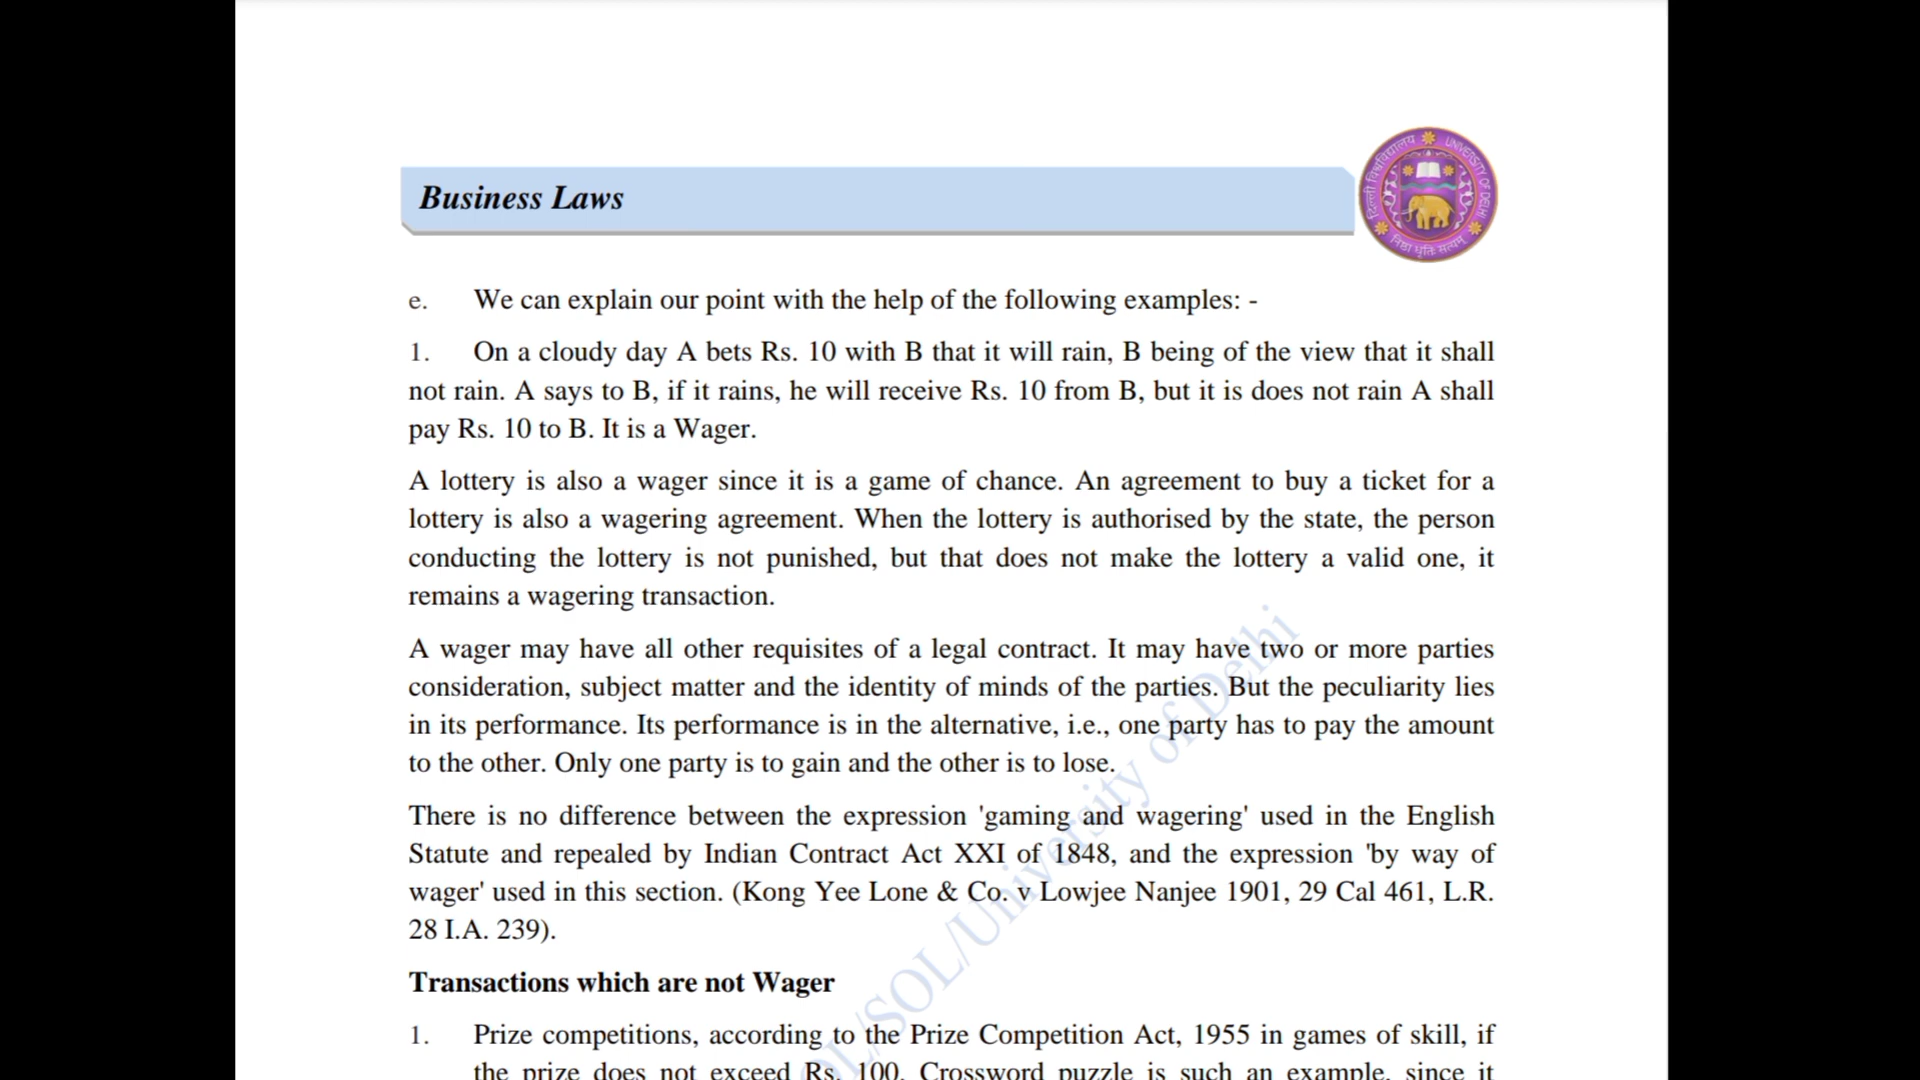 Business Laws
दिल्ली विश्वविद्यालय
UNIVERSITY OF DELHI
निष्ठा धृतिः सत्यम्
e. We can explain our point with the help of the following examples: -
1. On a cloudy day A bets Rs. 10 with B that it will rain, B being of the view that it shall
not rain. A says to B, if it rains, he will receive Rs. 10 from B, but it is does not rain A shall
pay Rs. 10 to B. It is a Wager.
A lottery is also a wager since it is a game of chance. An agreement to buy a ticket for a
lottery is also a wagering agreement. When the lottery is authorised by the state, the person
conducting the lottery is not punished, but that does not make the lottery a valid one, it
remains a wagering transaction.
A wager may have all other requisites of a legal contract. It may have two or more parties
consideration, subject matter and the identity of minds of the parties. But the peculiarity lies
in its performance. Its performance is in the alternative, i.e., one party has to pay the amount
to the other. Only one party is to gain and the other is to lose.
There is no difference between the expression 'gaming and wagering' used in the English
Statute and repealed by Indian Contract Act XXI of 1848, and the expression 'by way of
wager' used in this section. (Kong Yee Lone & Co. v Lowjee Nanjee 1901, 29 Cal 461, L.R.
28 I.A. 239).
Transactions which are not Wager
1. Prize competitions, according to the Prize Competition Act, 1955 in games of skill, if
the prize does not exceed Rs. 100. Crossword puzzle is such an example, since it
OL/SOL/University of Delhi